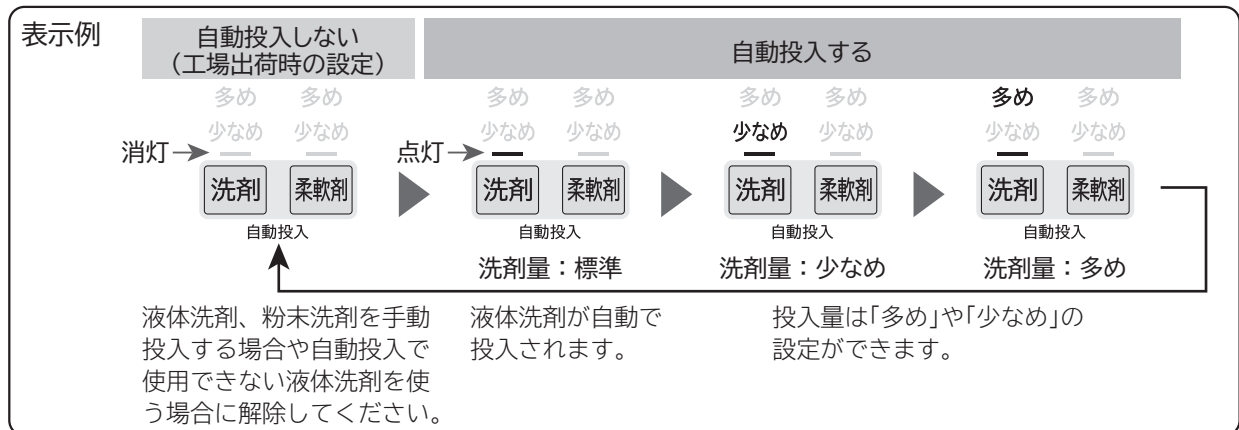 表示例
自動投入しない
（工場出荷時の設定）
自動投入する
多め 多め 多め 多め 多め 多め 多め 多め
少なめ 少なめ 少なめ 少なめ 少なめ 少なめ 少なめ 少なめ
消灯 点灯
洗剤 柔軟剤 洗剤 柔軟剤 洗剤 柔軟剤 洗剤 柔軟剤
自動投入 自動投入 自動投入 自動投入
洗剤量：標準 洗剤量：少なめ 洗剤量：多め
液体洗剤、粉末洗剤を手動
投入する場合や自動投入で
使用できない液体洗剤を使
う場合に解除してください。
液体洗剤が自動で
投入されます。
投入量は「多め」や「少なめ」の
設定ができます。